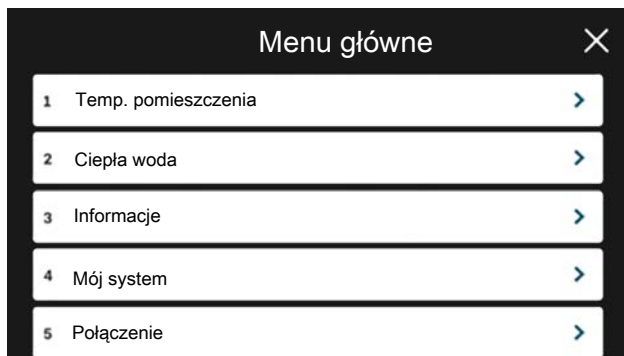 Menu główne
1 Temp. pomieszczenia
2 Ciepła woda
3 Informacje
4 Mój system
5 Połączenie